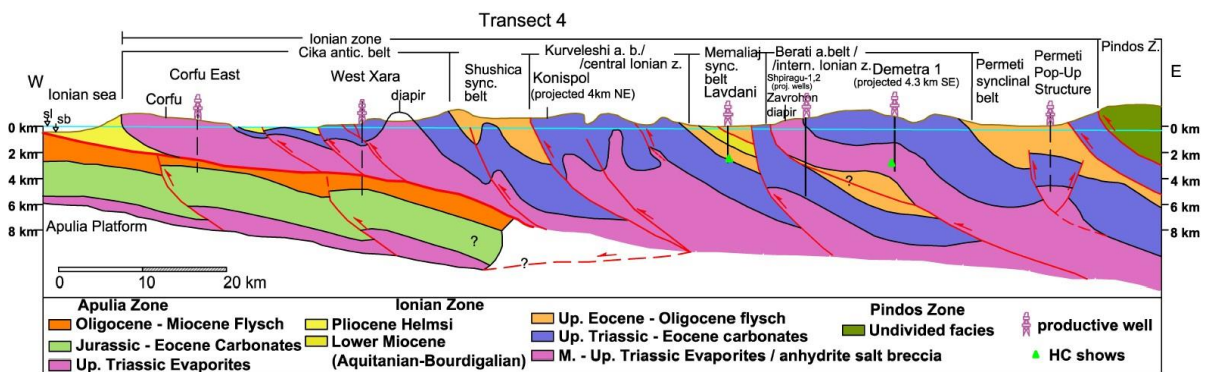 Transect 4
Ionian zone
Cika antic. belt
Kurveleshi a. b./
/central Ionian z.
Memaliaj
sync.
belt
Lavdani
Berati a.belt /
/ intern. Ionian z.
Pindos Z.
W
Ionian sea
Corfu East
Corfu
West Xara
diapir
Shushica
sync.
belt
Konispol
(projected 4km NE)
Shpiragu-1,2
(proj. wells)
Zavrohon
diapir
Demetra 1
(projected 4.3 km SE)
Permeti
synclinal
belt
Permeti
Pop-Up
Structure
E
sl
sb
0 km
2 km
4 km
6 km
8 km
0 km
2 km
4 km
6 km
8 km
?
?
?
Apulia Platform
0 10 20 km
Apulia Zone
Oligocene - Miocene Flysch
Jurassic - Eocene Carbonates
Up. Triassic Evaporites
Ionian Zone
Pliocene Helmsi
Lower Miocene
(Aquitanian-Bourdigalian)
Up. Eocene - Oligocene flysch
Up. Triassic - Eocene carbonates
M. - Up. Triassic Evaporites / anhydrite salt breccia
Pindos Zone
Undivided facies
productive well
HC shows